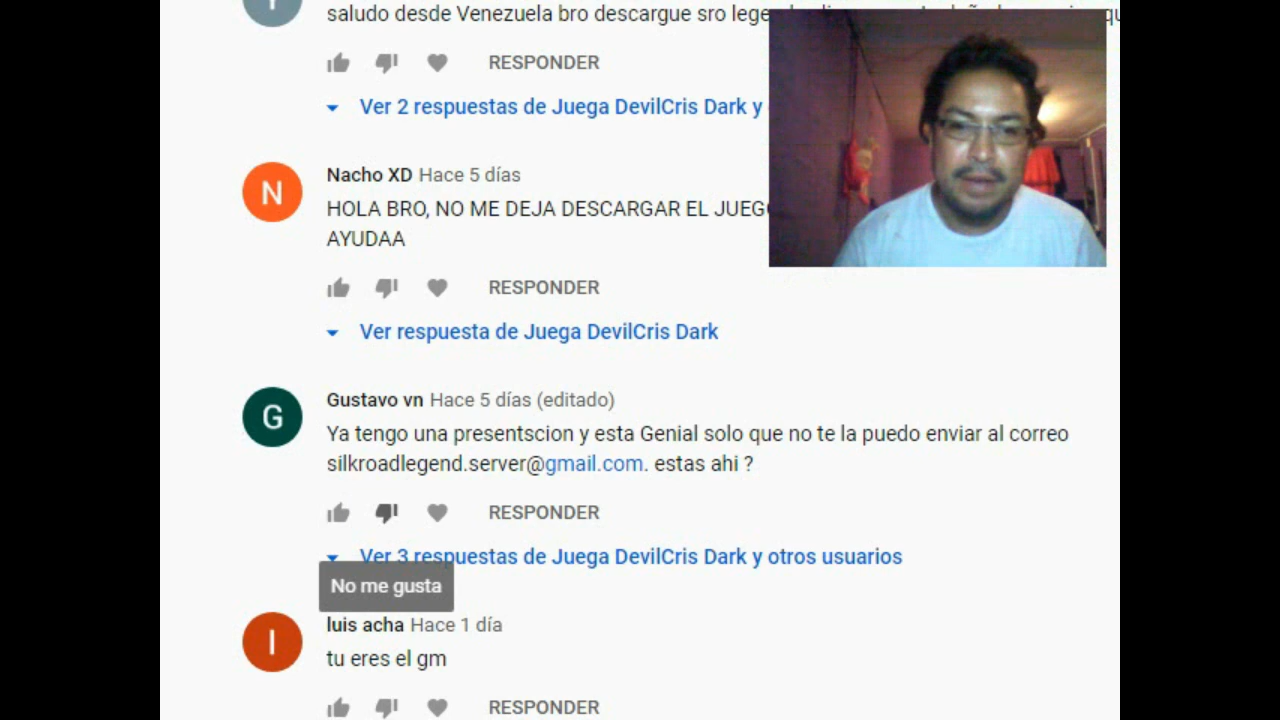 saludo desde Venezuela bro descargue sro
RESPONDER
Ver 2 respuestas de Juega DevilCris Dark y
N
Nacho XD Hace 5 días
HOLA BRO, NO ME DEJA DESCARGAR EL
AYUDAA
RESPONDER
Ver respuesta de Juega DevilCris Dark
G
Gustavo vn Hace 5 días (editado)
Ya tengo una presentscion y esta Genial solo que no te la puedo enviar al correo
silkroadlegend.server@gmail.com. estas ahi ?
RESPONDER
Ver 3 respuestas de Juega DevilCris Dark y otros usuarios
No me gusta
l
luis acha Hace 1 día
tu eres el gm
RESPONDER